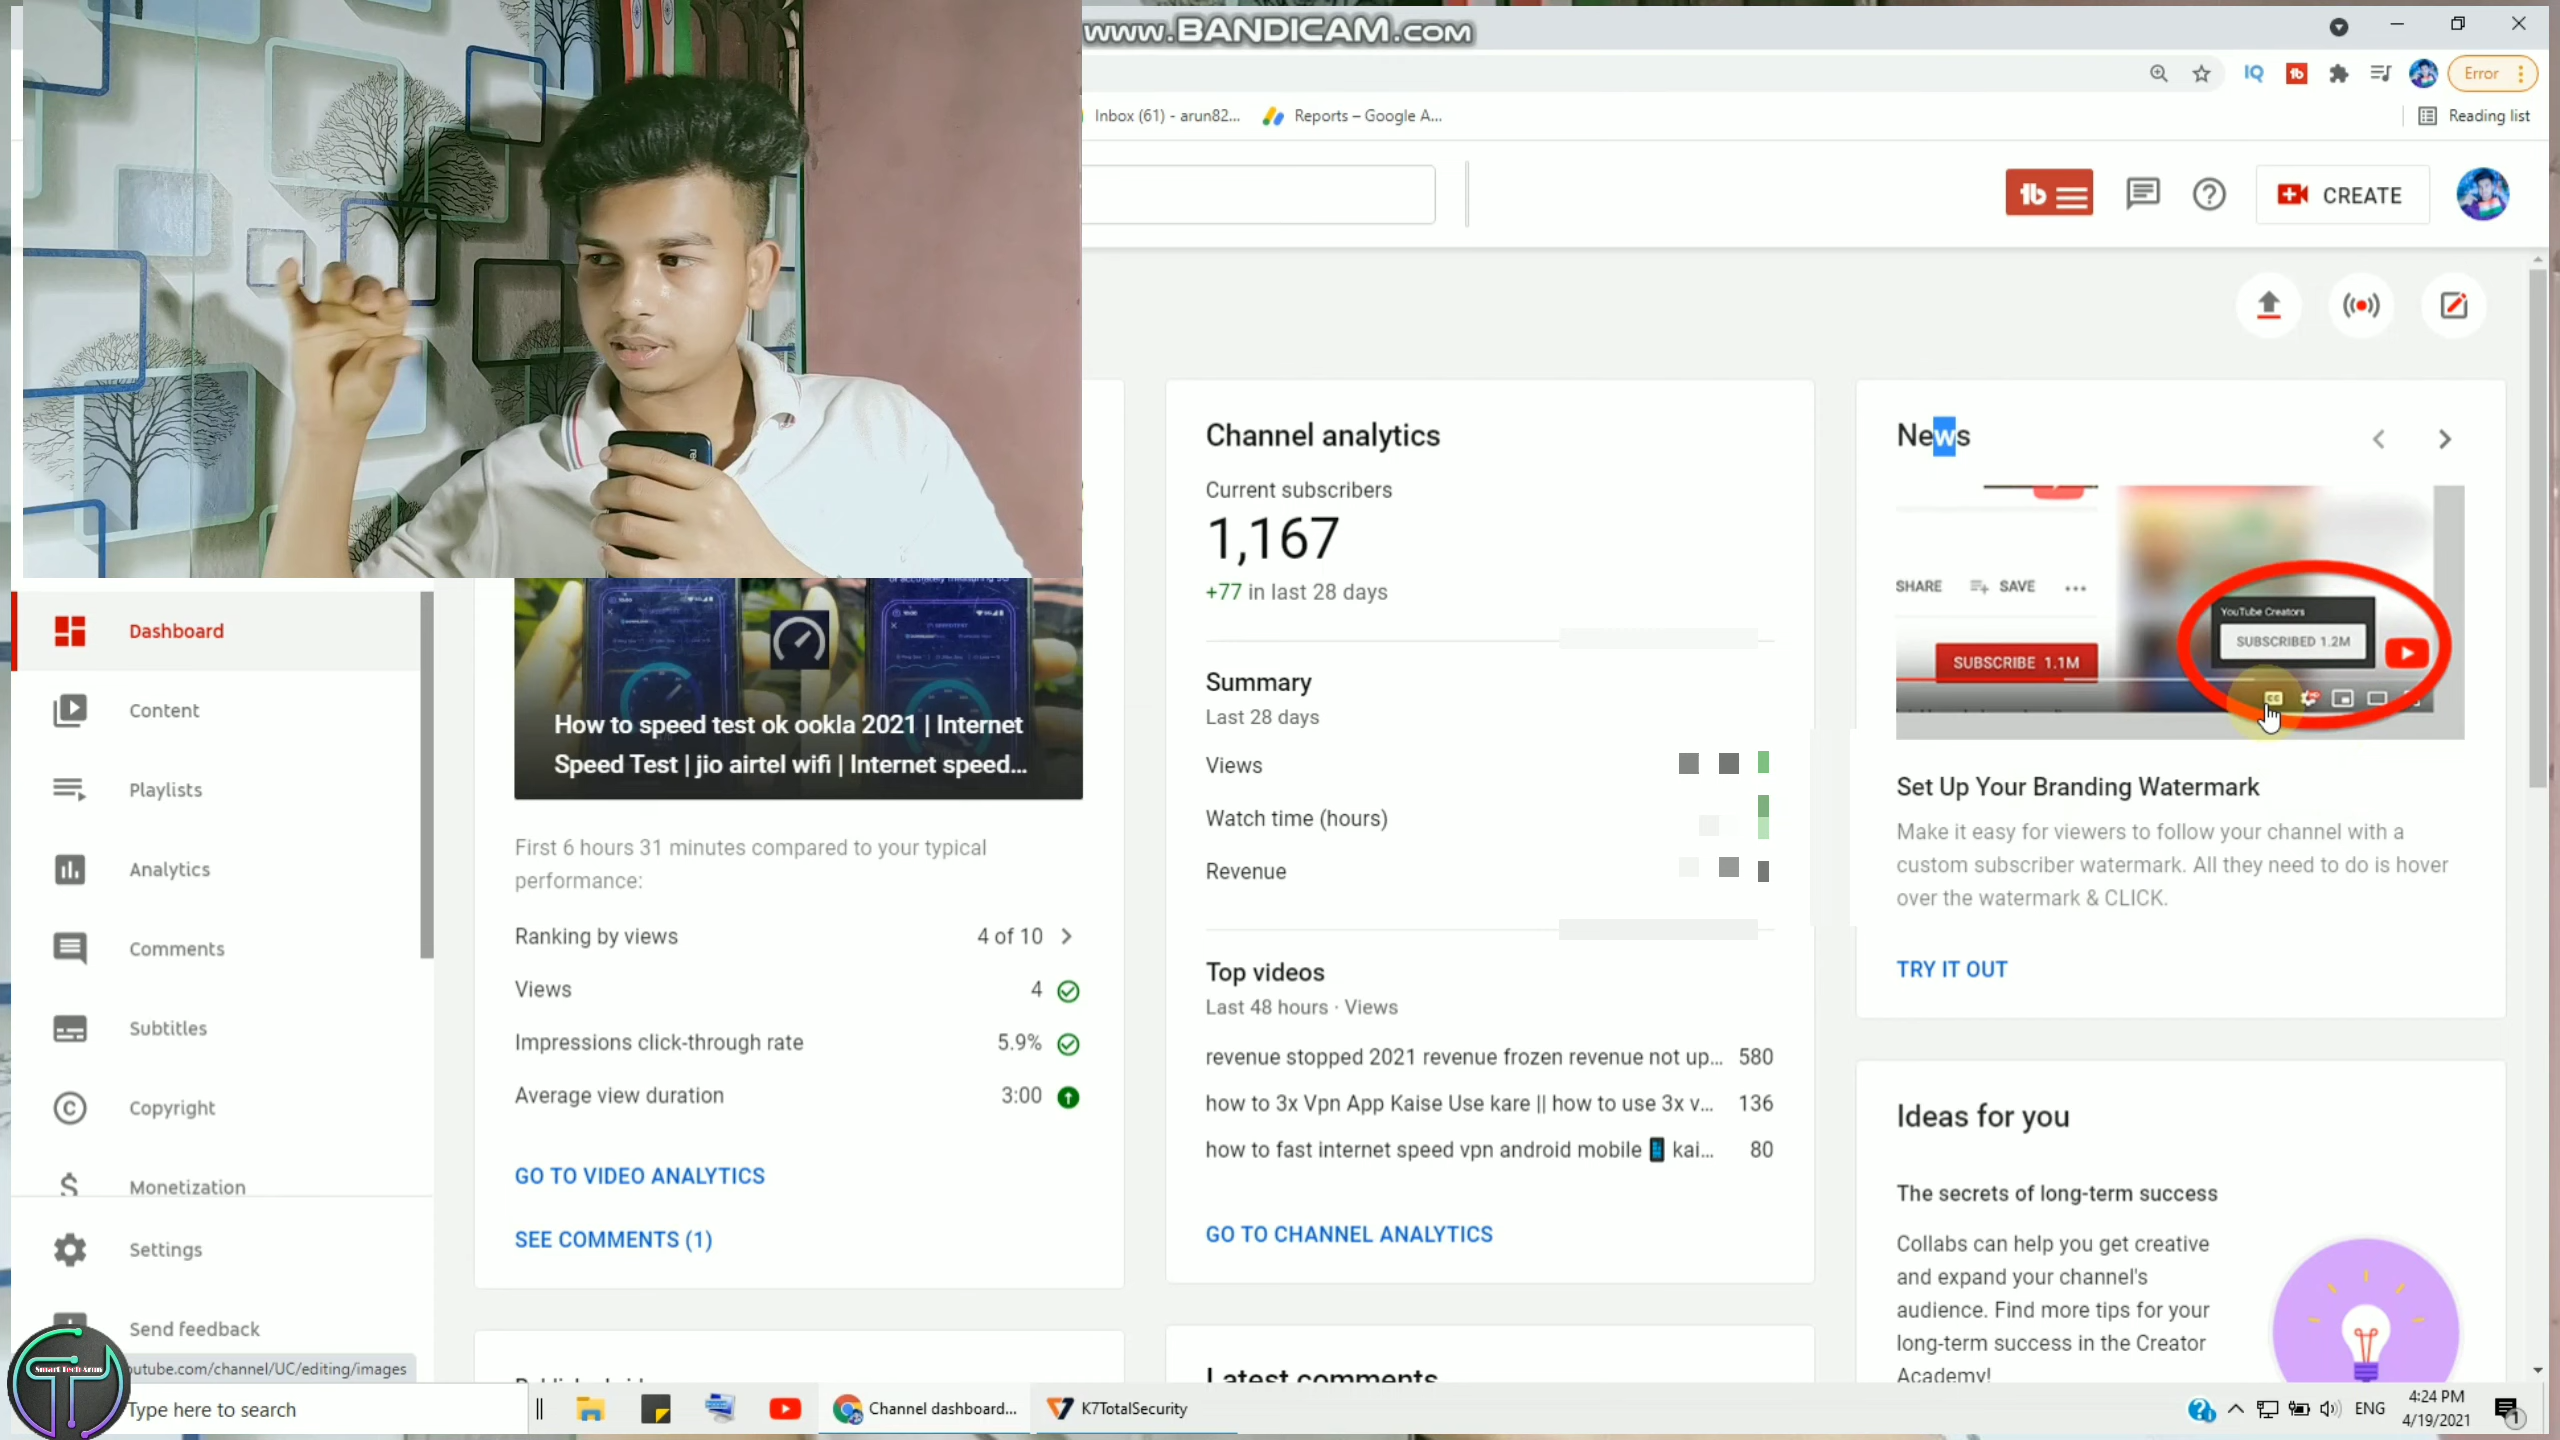 www.BANDICAM.com
Error
Inbox (61) - arun82...
Reports – Google A...
Reading list
CREATE
Dashboard
Content
Playlists
Analytics
Comments
Subtitles
Copyright
Monetization
Settings
Send feedback
How to speed test ok ookla 2021 | Internet
Speed Test | jio airtel wifi | Internet speed...
First 6 hours 31 minutes compared to your typical
performance:
Ranking by views 4 of 10
Views 4
Impressions click-through rate 5.9%
Average view duration 3:00
GO TO VIDEO ANALYTICS
SEE COMMENTS (1)
Channel analytics
Current subscribers
1,167
+77 in last 28 days
Summary
Last 28 days
Views
Watch time (hours)
Revenue
Top videos
Last 48 hours · Views
revenue stopped 2021 revenue frozen revenue not up... 580
how to 3x Vpn App Kaise Use kare || how to use 3x v... 136
how to fast internet speed vpn android mobile 📱 kai... 80
GO TO CHANNEL ANALYTICS
Latest comments
News
SHARE SAVE ...
YouTube Creators
SUBSCRIBED 1.2M
SUBSCRIBE 1.1M
Set Up Your Branding Watermark
Make it easy for viewers to follow your channel with a
custom subscriber watermark. All they need to do is hover
over the watermark & CLICK.
TRY IT OUT
Ideas for you
The secrets of long-term success
Collabs can help you get creative
and expand your channel's
audience. Find more tips for your
long-term success in the Creator
Academy!
Smart Tech Arun
outube.com/channel/UC/editing/images
Type here to search
Channel dashboard...
K7TotalSecurity
ENG
4:24 PM
4/19/2021
1